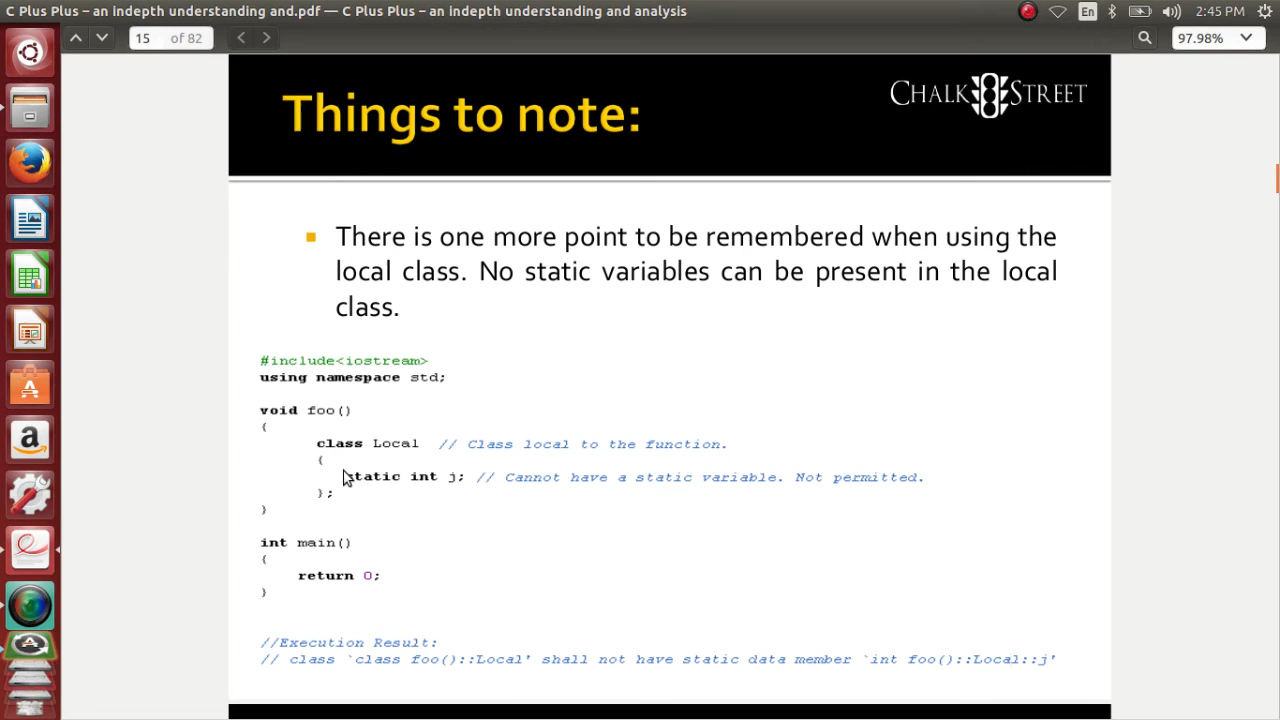 C Plus Plus – an indepth understanding and.pdf — C Plus Plus – an indepth understanding and analysis
En
2:45 PM
15 of 82
97.98%
Things to note:
CHALK STREET
There is one more point to be remembered when using the
local class. No static variables can be present in the local
class.
#include<iostream>
using namespace std;
void foo()
{
class Local // Class local to the function.
{
static int j; // Cannot have a static variable. Not permitted.
};
}
int main()
{
return 0;
}
//Execution Result:
// class `class foo()::Local' shall not have static data member `int foo()::Local::j'